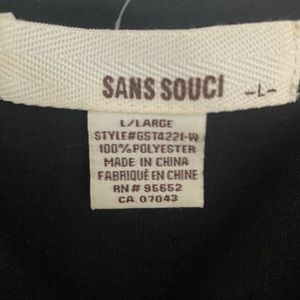 SANS SOUCI -L-
L/LARGE
STYLE#GST4221-W
100% POLYESTER
MADE IN CHINA
FABRIQUÉ EN CHINE
RN# 95652
CA 07043